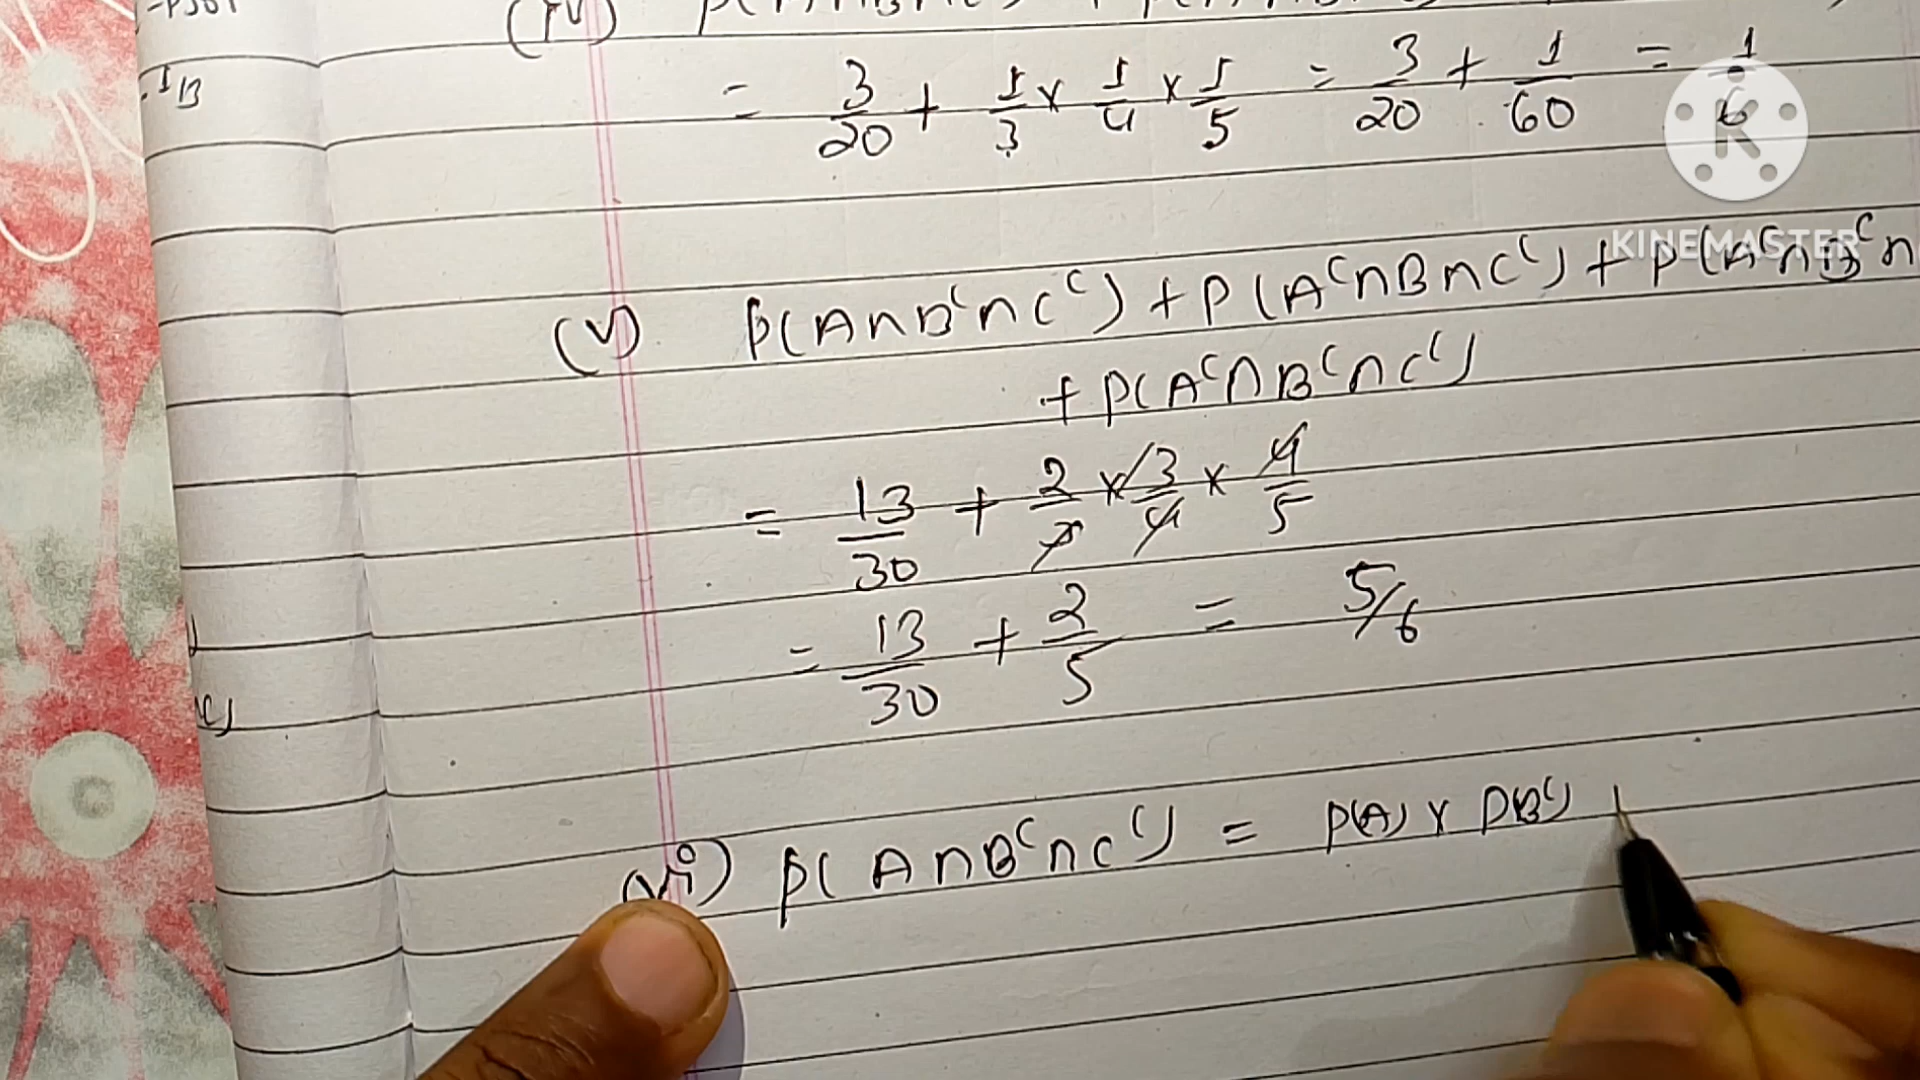 (iv)
= 3/20 + 1/3 × 1/4 × 1/5 = 3/20 + 1/60 = 1/6
KINEMASTER
(v) P(A∩B^c∩C^c) + P(A^c∩B∩C^c) + P(A^c∩B^c∩
+ P(A^c∩B^c∩C^c)
= 13/30 + 2/3 × 3/4 × 4/5
= 13/30 + 2/5 = 5/6
(vi) P(A∩B^c∩C^c) = P(A) × P(B^c)